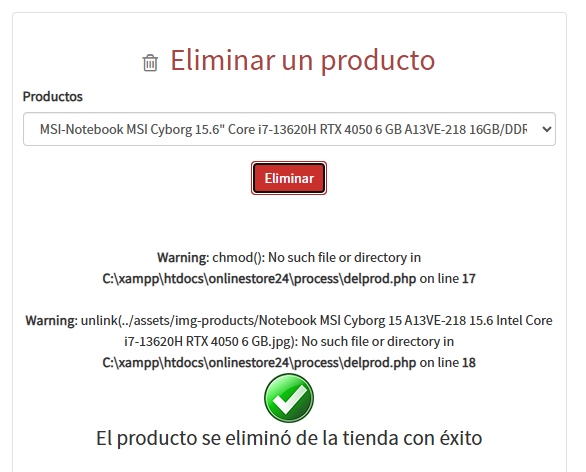 Eliminar un producto
Productos
MSI-Notebook MSI Cyborg 15.6" Core i7-13620H RTX 4050 6 GB A13VE-218 16GB/DDR
Eliminar
Warning: chmod(): No such file or directory in
C:\xampp\htdocs\onlinestore24\process\delprod.php on line 17
Warning: unlink(../assets/img-products/Notebook MSI Cyborg 15 A13VE-218 15.6 Intel Core
i7-13620H RTX 4050 6 GB.jpg): No such file or directory in
C:\xampp\htdocs\onlinestore24\process\delprod.php on line 18
El producto se eliminó de la tienda con éxito